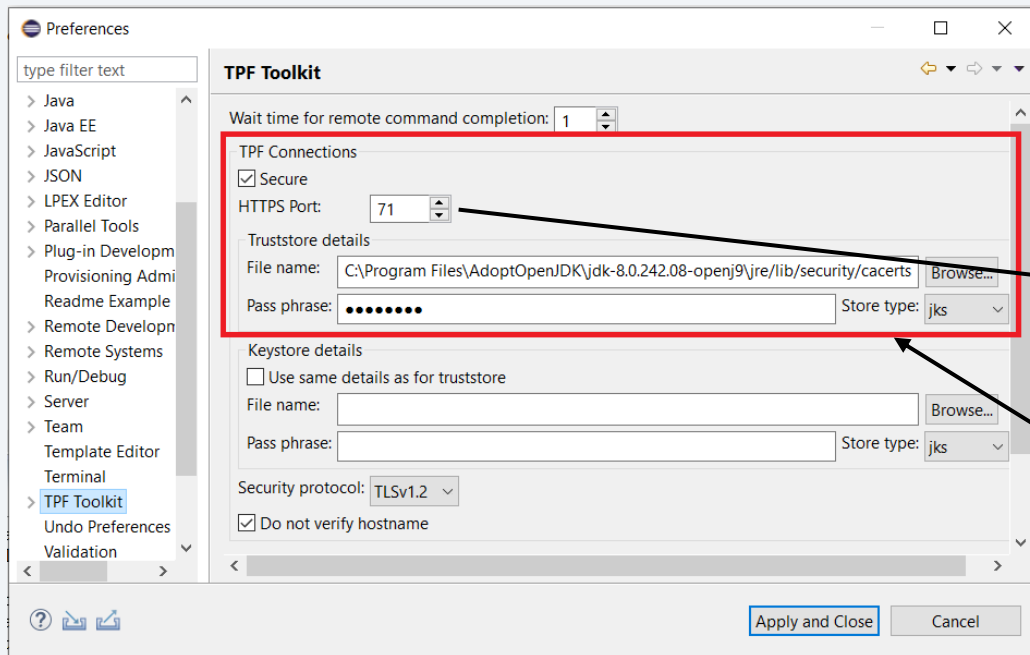 Preferences
type filter text
TPF Toolkit
Java
Java EE
JavaScript
JSON
LPEX Editor
Parallel Tools
Plug-in Developm
Provisioning Admi
Readme Example
Remote Developm
Remote Systems
Run/Debug
Server
Team
Template Editor
Terminal
TPF Toolkit
Undo Preferences
Validation
Wait time for remote command completion: 1
TPF Connections
Secure
HTTPS Port: 71
Truststore details
File name: C:\Program Files\AdoptOpenJDK\jdk-8.0.242.08-openj9\jre/lib/security/cacerts Browse...
Pass phrase: ●●●●●●●● Store type: jks
Keystore details
Use same details as for truststore
File name: Browse...
Pass phrase: Store type: jks
Security protocol: TLSv1.2
Do not verify hostname
? Apply and Close Cancel